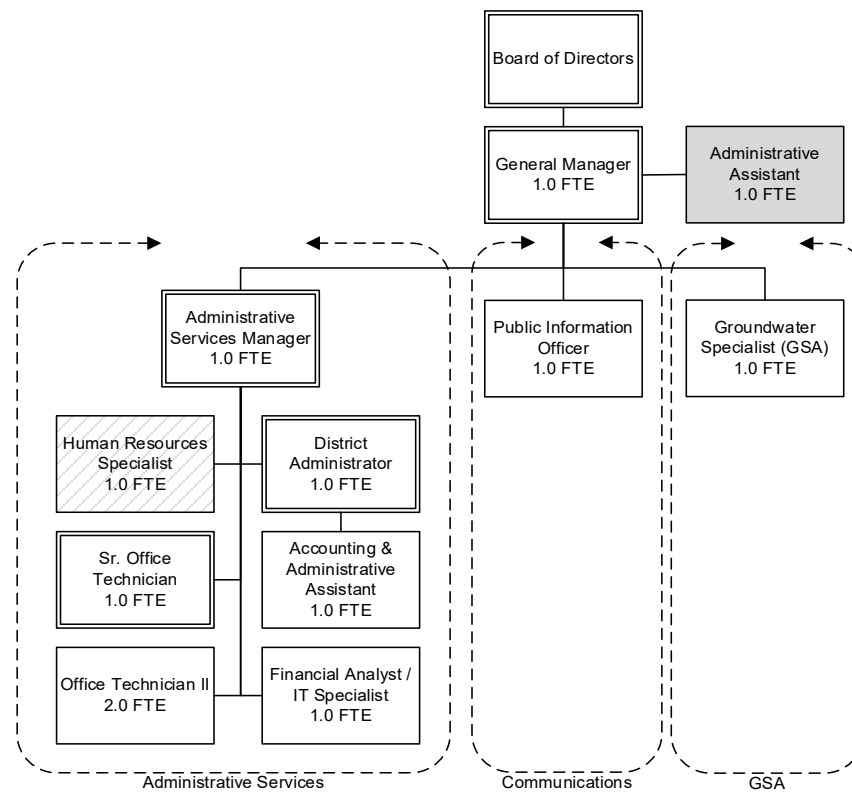 Board of Directors
General Manager
1.0 FTE
Administrative
Assistant
1.0 FTE
Administrative
Services Manager
1.0 FTE
Public Information
Officer
1.0 FTE
Groundwater
Specialist (GSA)
1.0 FTE
Human Resources
Specialist
1.0 FTE
District
Administrator
1.0 FTE
Sr. Office
Technician
1.0 FTE
Accounting &
Administrative
Assistant
1.0 FTE
Office Technician II
2.0 FTE
Financial Analyst /
IT Specialist
1.0 FTE
Administrative Services
Communications
GSA